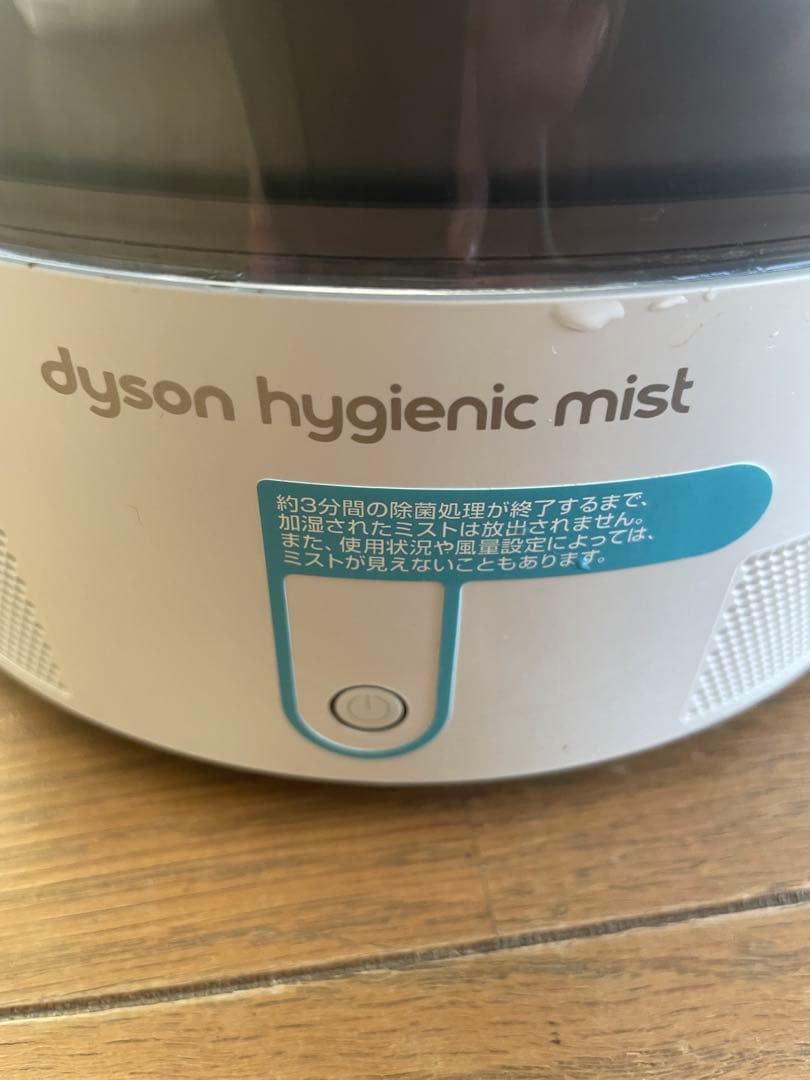 dyson hygienic mist
約3分間の除菌処理が終了するまで、
加湿されたミストは放出されません。
また、使用状況や風量設定によっては、
ミストが見えないこともあります。